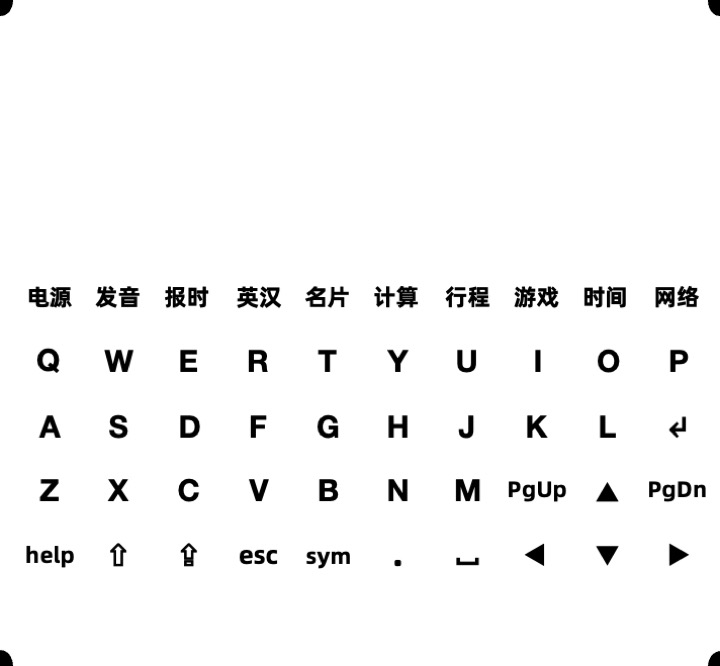 电源 发音 报时 英汉 名片 计算 行程 游戏 时间 网络
Q W E R T Y U I O P
A S D F G H J K L ↲
Z X C V B N M PgUp ▲ PgDn
help ⇧ ⇪ esc sym . ⎵ ◀ ▼ ▶